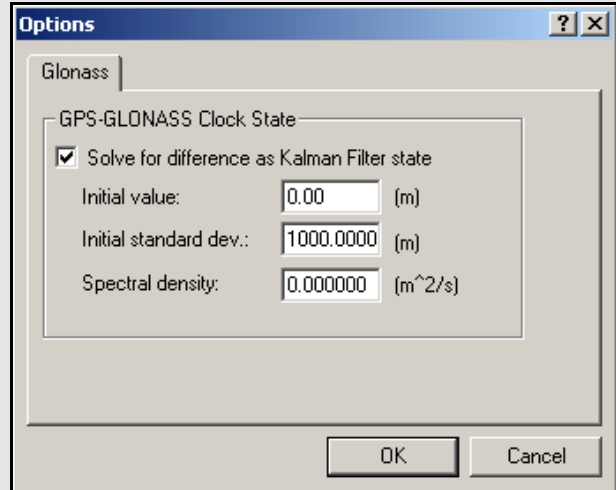 Options
Glonass
GPS-GLONASS Clock State
Solve for difference as Kalman Filter state
Initial value: 0.00 (m)
Initial standard dev.: 1000.0000 (m)
Spectral density: 0.000000 (m^2/s)
OK Cancel